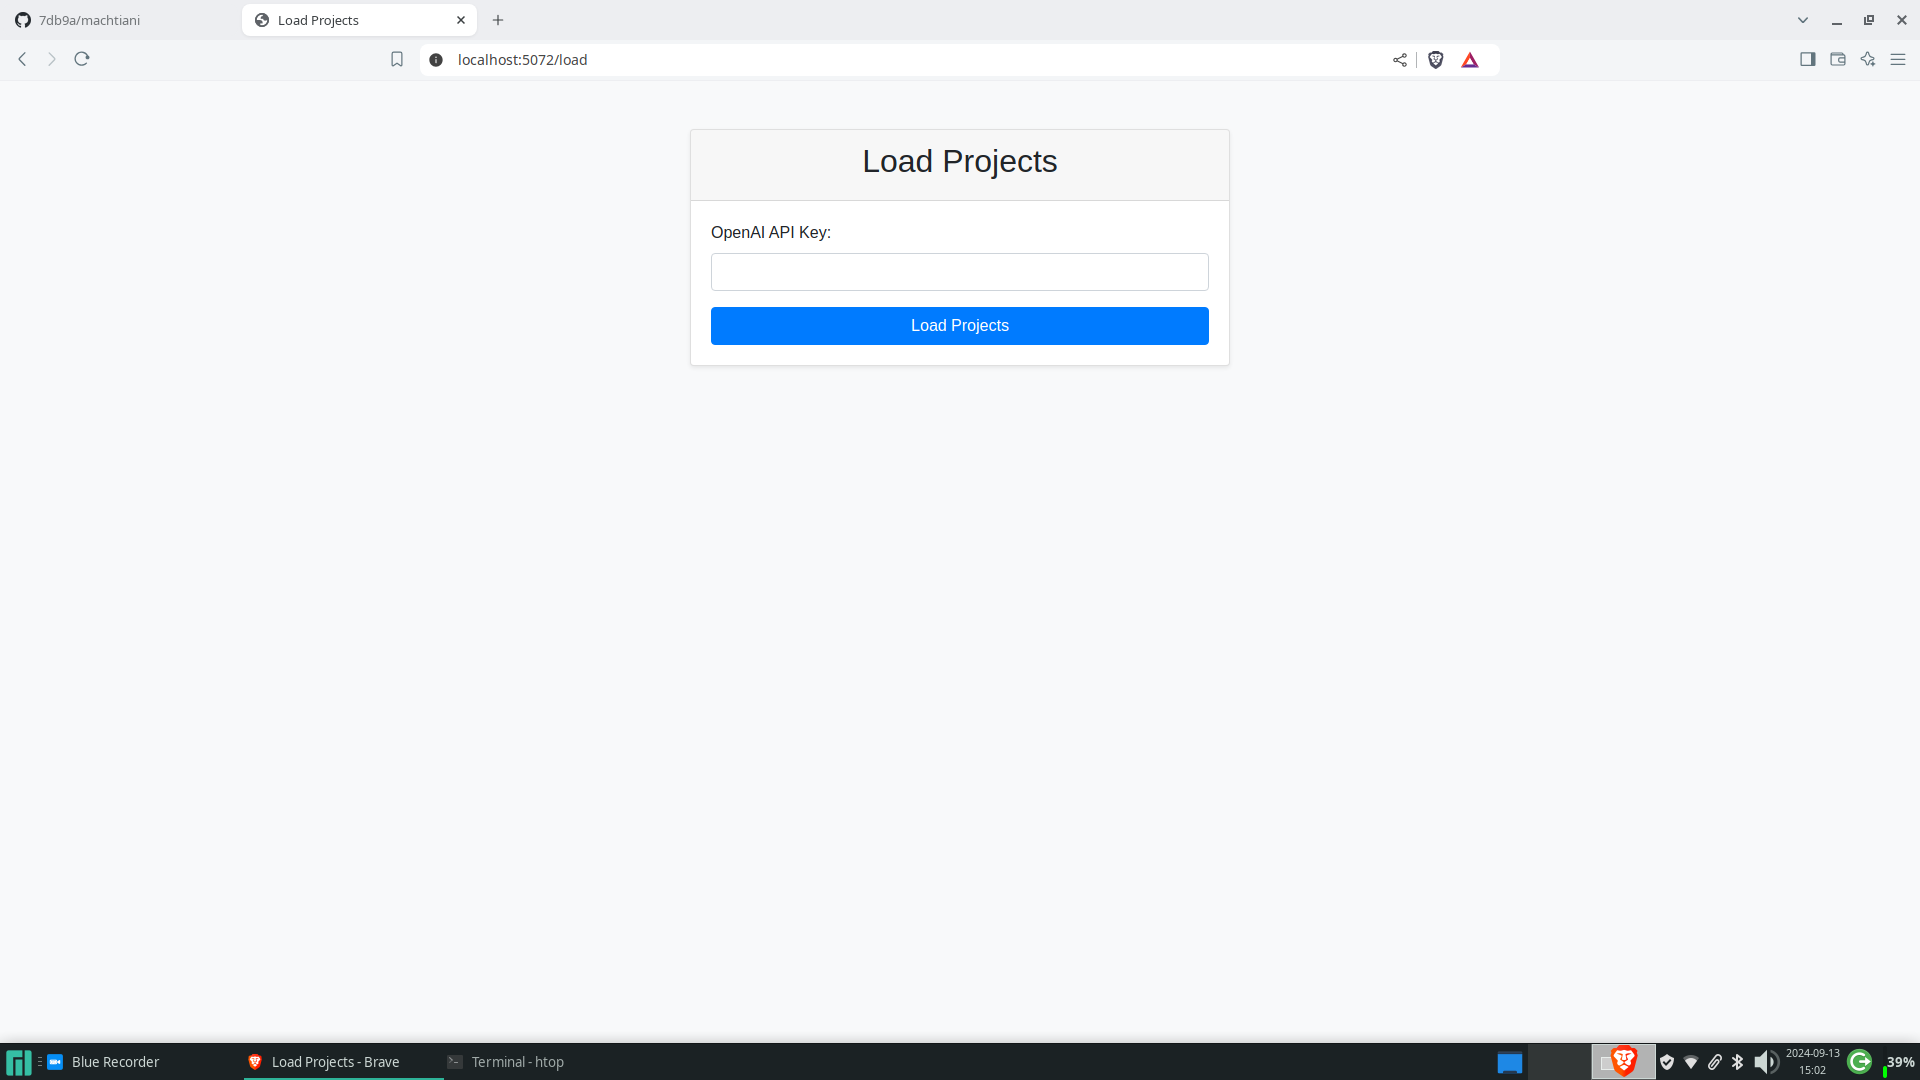 7db9a/machtiani
Load Projects
localhost:5072/load
Load Projects
OpenAI API Key:
Load Projects
Blue Recorder
Load Projects - Brave
Terminal - htop
2024-09-13
15:02
39%